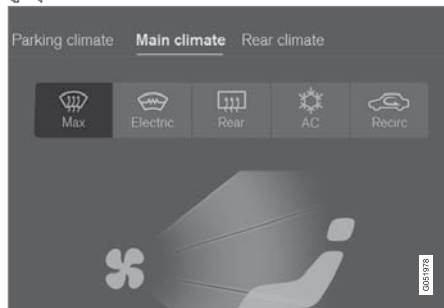 Parking climate Main climate Rear climate
Max Electric Rear AC Recirc
G051978